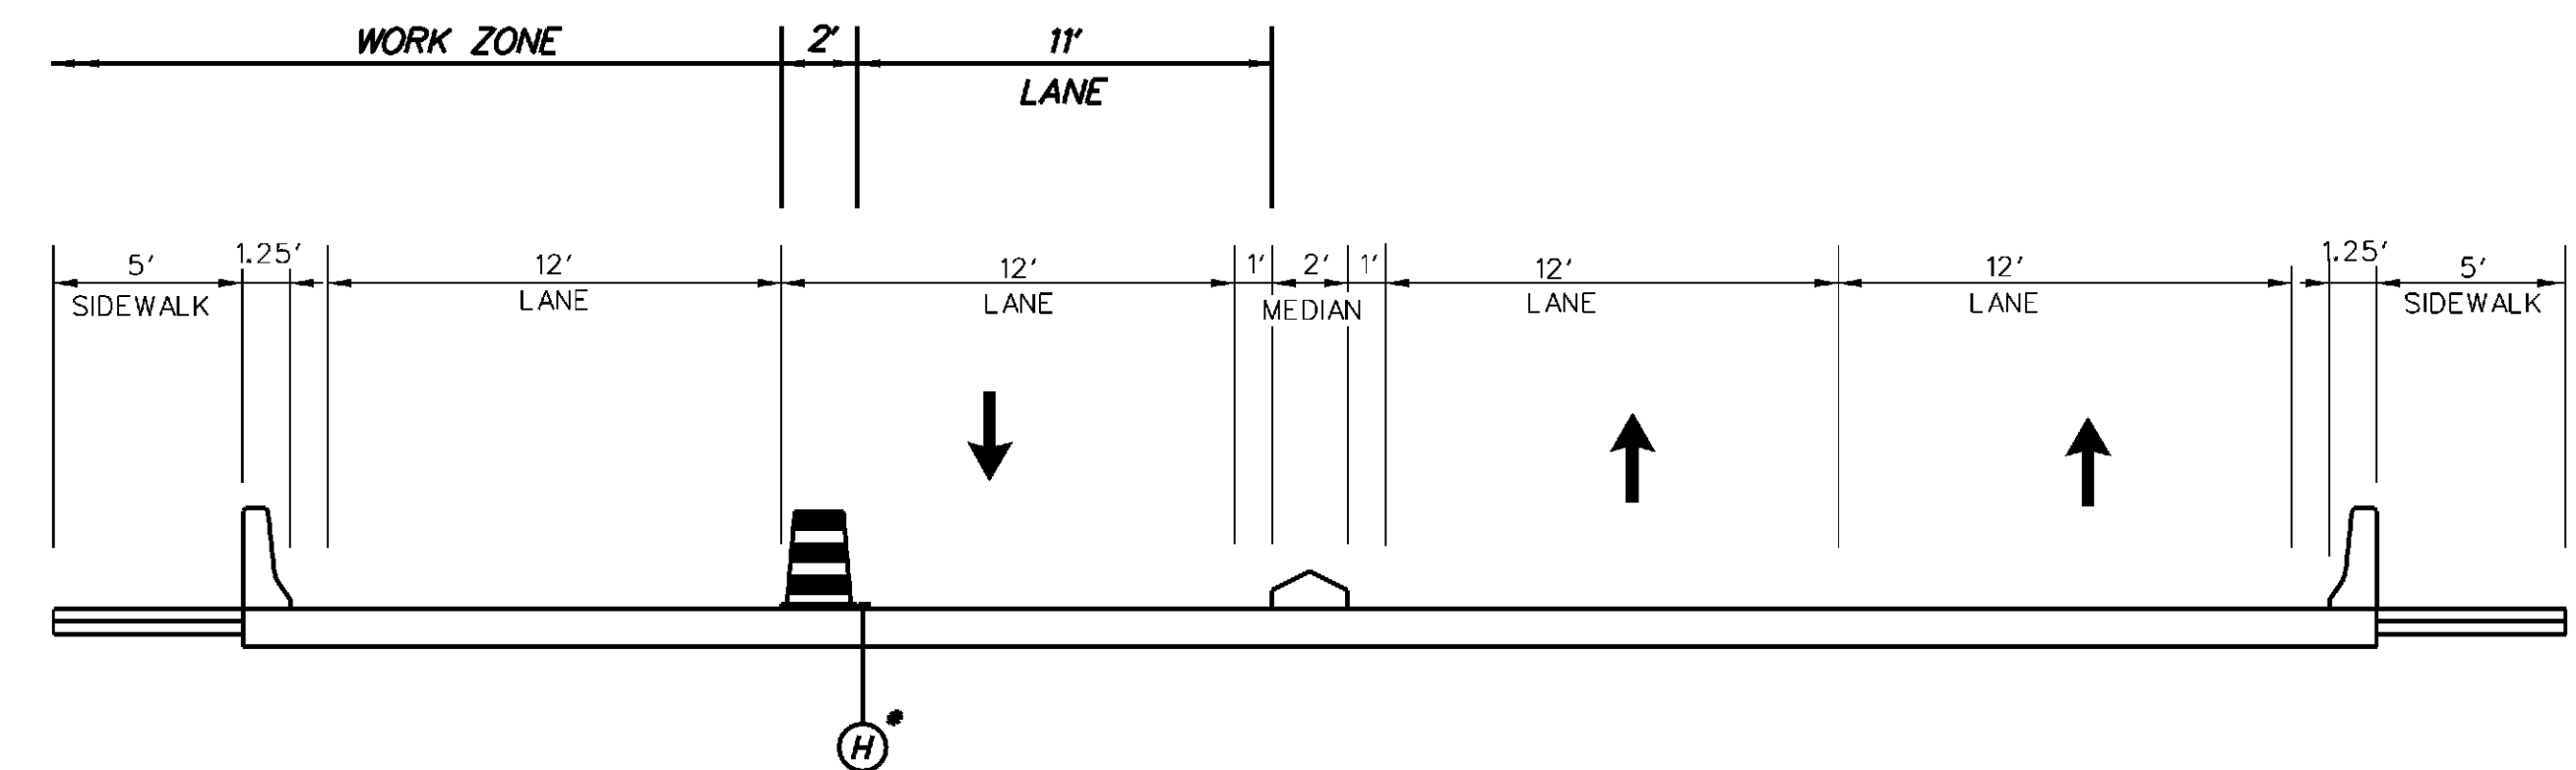 WORK ZONE 2' 11'
LANE
5' 1.25' 12' 12' 1' 2' 1' 12' 12' 1.25' 5'
SIDEWALK LANE LANE MEDIAN LANE LANE SIDEWALK
H*